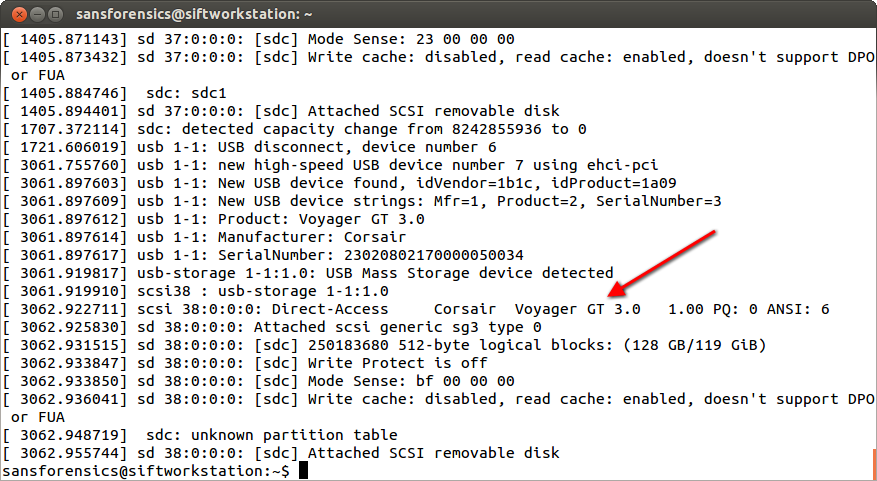 sansforensics@siftworkstation: ~
[ 1405.871143] sd 37:0:0:0: [sdc] Mode Sense: 23 00 00 00
[ 1405.873432] sd 37:0:0:0: [sdc] Write cache: disabled, read cache: enabled, doesn't support DPO
or FUA
[ 1405.884746]  sdc: sdc1
[ 1405.894401] sd 37:0:0:0: [sdc] Attached SCSI removable disk
[ 1707.372114] sdc: detected capacity change from 8242855936 to 0
[ 1721.606019] usb 1-1: USB disconnect, device number 6
[ 3061.755760] usb 1-1: new high-speed USB device number 7 using ehci-pci
[ 3061.897603] usb 1-1: New USB device found, idVendor=1b1c, idProduct=1a09
[ 3061.897609] usb 1-1: New USB device strings: Mfr=1, Product=2, SerialNumber=3
[ 3061.897612] usb 1-1: Product: Voyager GT 3.0
[ 3061.897614] usb 1-1: Manufacturer: Corsair
[ 3061.897617] usb 1-1: SerialNumber: 23020802170000050034
[ 3061.919817] usb-storage 1-1:1.0: USB Mass Storage device detected
[ 3061.919910] scsi38 : usb-storage 1-1:1.0
[ 3062.922711] scsi 38:0:0:0: Direct-Access     Corsair  Voyager GT 3.0   1.00 PQ: 0 ANSI: 6
[ 3062.925830] sd 38:0:0:0: Attached scsi generic sg3 type 0
[ 3062.931515] sd 38:0:0:0: [sdc] 250183680 512-byte logical blocks: (128 GB/119 GiB)
[ 3062.933847] sd 38:0:0:0: [sdc] Write Protect is off
[ 3062.933850] sd 38:0:0:0: [sdc] Mode Sense: bf 00 00 00
[ 3062.936041] sd 38:0:0:0: [sdc] Write cache: disabled, read cache: enabled, doesn't support DPO
or FUA
[ 3062.948719]  sdc: unknown partition table
[ 3062.955744] sd 38:0:0:0: [sdc] Attached SCSI removable disk
sansforensics@siftworkstation:~$